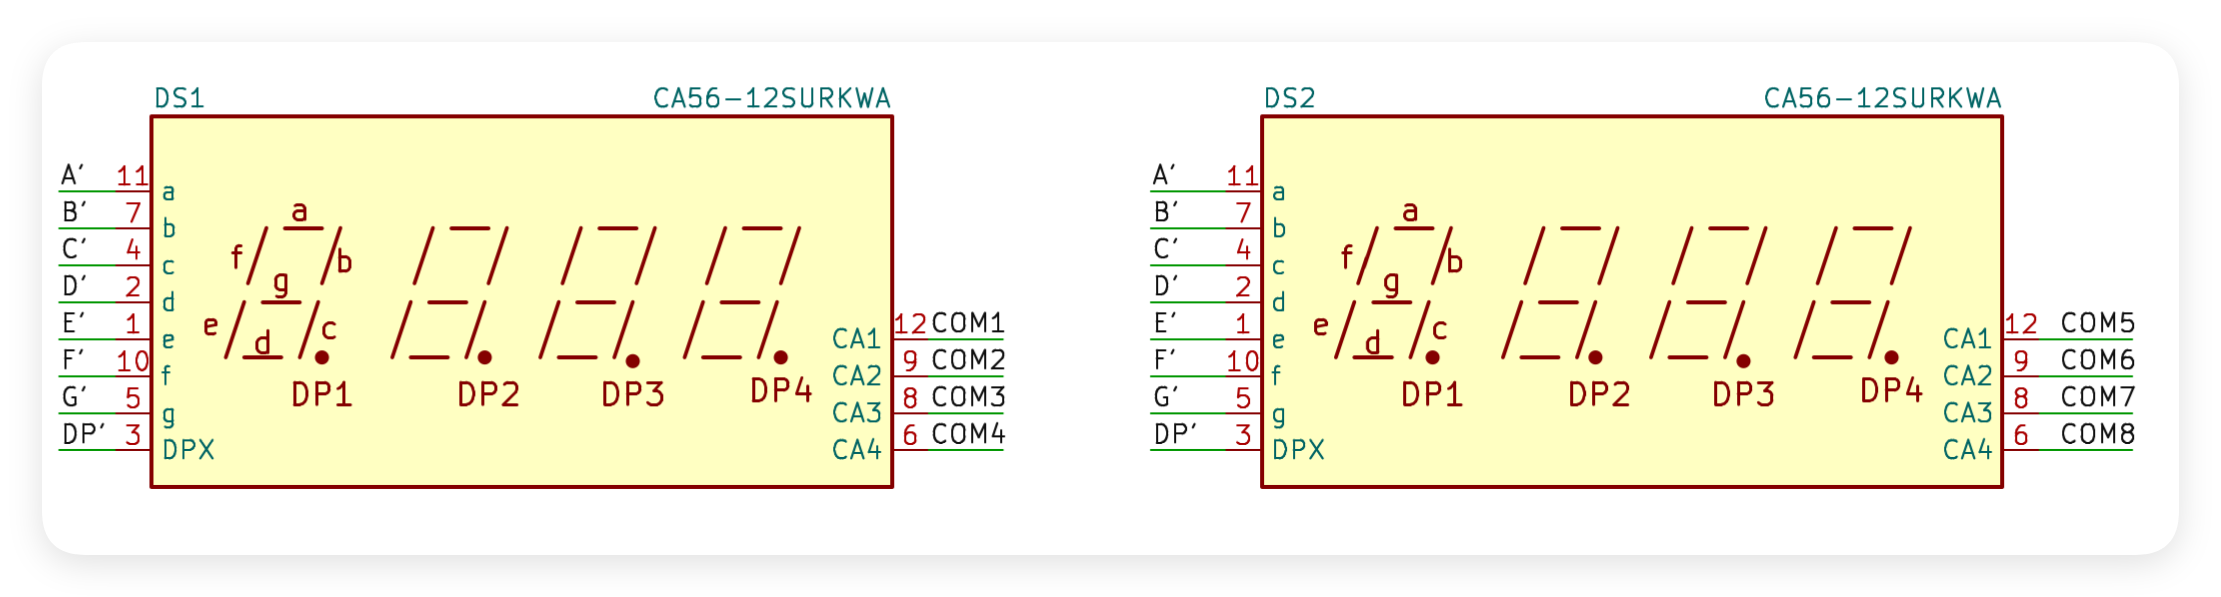 DS1 CA56-12SURKWA
A' 11 a
B' 7 b
C' 4 c
D' 2 d
E' 1 e
F' 10 f
G' 5 g
DP' 3 DPX
a
f b
g
e c
d
DP1 DP2 DP3 DP4
CA1 12 COM1
CA2 9 COM2
CA3 8 COM3
CA4 6 COM4
DS2 CA56-12SURKWA
A' 11 a
B' 7 b
C' 4 c
D' 2 d
E' 1 e
F' 10 f
G' 5 g
DP' 3 DPX
a
f b
g
e c
d
DP1 DP2 DP3 DP4
CA1 12 COM5
CA2 9 COM6
CA3 8 COM7
CA4 6 COM8